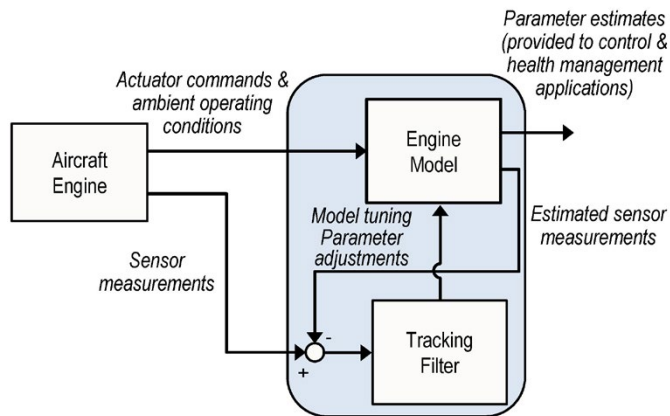 Parameter estimates
(provided to control &
health management
applications)
Actuator commands &
ambient operating
conditions
Aircraft
Engine
Engine
Model
Model tuning
Parameter
adjustments
Estimated sensor
measurements
Sensor
measurements
-
+
Tracking
Filter